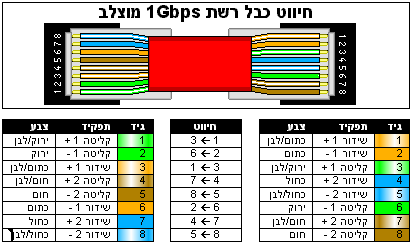 חיווט כבל רשת 1Gbps מוצלב
12345678
12345678
גיד תפקיד צבע
1 שידור 1 + כתום/לבן
2 שידור 1 - כתום
3 קליטה 1 + ירוק/לבן
4 שידור 2 + כחול
5 שידור 2 - כחול/לבן
6 קליטה 1 - ירוק
7 קליטה 2 + חום/לבן
8 קליטה 2 - חום
חיווט
3 ← 1
6 ← 2
1 ← 3
7 ← 4
8 ← 5
2 ← 6
4 ← 7
5 ← 8
גיד תפקיד צבע
1 קליטה 1 + ירוק/לבן
2 קליטה 1 - ירוק
3 שידור 1 + כתום/לבן
4 קליטה 2 + חום/לבן
5 קליטה 2 - חום
6 שידור 1 - כתום
7 שידור 2 + כחול
8 שידור 2 - כחול/לבן